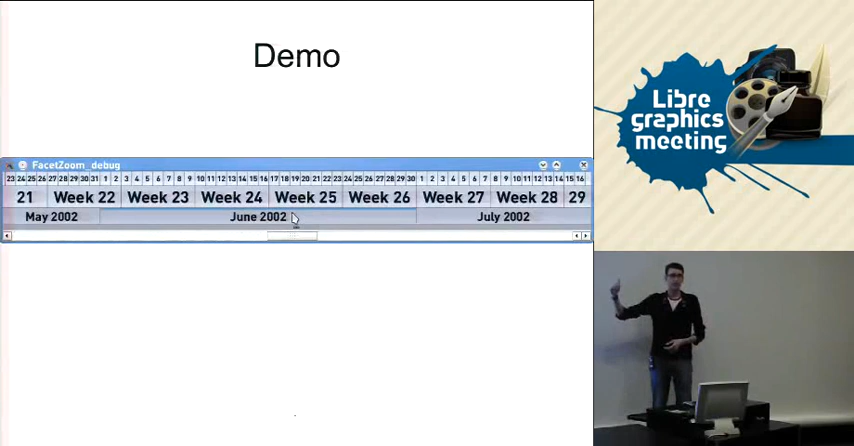 Demo
FacetZoom_debug
23 24 25 26 27 28 29 30 31 1 2 3 4 5 6 7 8 9 10 11 12 13 14 15 16 17 18 19 20 21 22 23 24 25 26 27 28 29 30 1 2 3 4 5 6 7 8 9 10 11 12 13 14 15 16
21 Week 22 Week 23 Week 24 Week 25 Week 26 Week 27 Week 28 29
May 2002 June 2002 July 2002
Libre
graphics
meeting